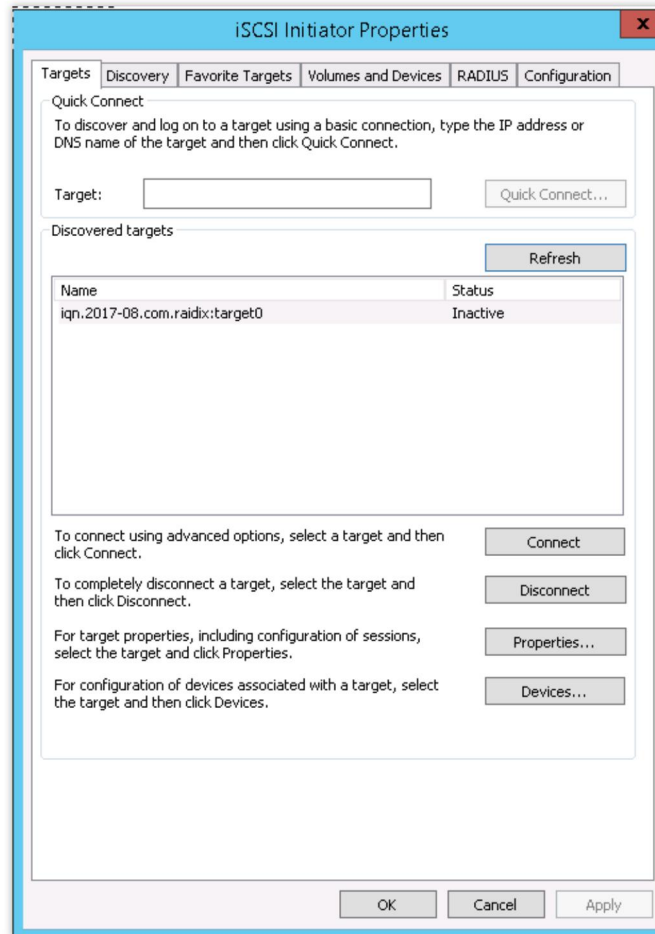 iSCSI Initiator Properties
x
Targets Discovery Favorite Targets Volumes and Devices RADIUS Configuration
Quick Connect
To discover and log on to a target using a basic connection, type the IP address or
DNS name of the target and then click Quick Connect.
Target:
Quick Connect...
Discovered targets
Refresh
Name Status
iqn.2017-08.com.raidix:target0 Inactive
To connect using advanced options, select a target and then
click Connect.
Connect
To completely disconnect a target, select the target and
then click Disconnect.
Disconnect
For target properties, including configuration of sessions,
select the target and click Properties.
Properties...
For configuration of devices associated with a target, select
the target and then click Devices.
Devices...
OK Cancel Apply